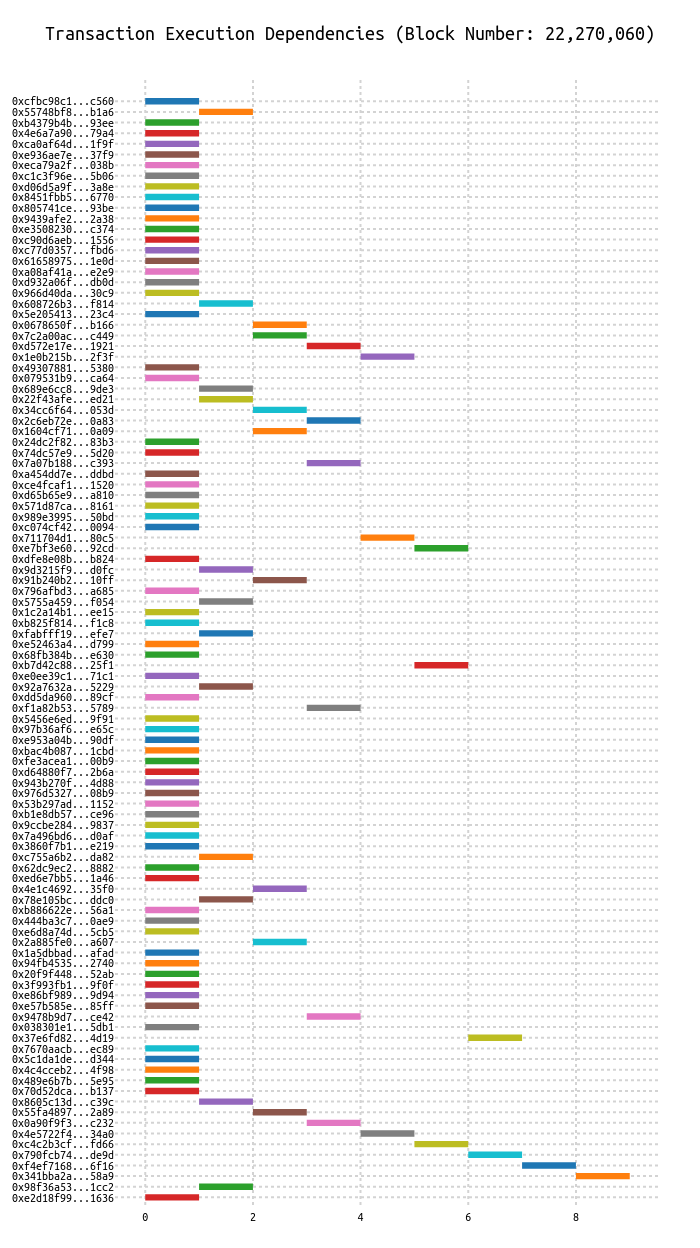 Transaction Execution Dependencies (Block Number: 22,270,060)
0xcfbc98c1...c560
0x55748bf8...b1a6
0xb4379b4b...93ee
0x4e6a7a90...79a4
0xca0af64d...1f9f
0xe936ae7e...37f9
0xeca79a2f...038b
0xc1c3f96e...5b06
0xd06d5a9f...3a8e
0x8451fbb5...6770
0x805741ce...93be
0x9439afe2...2a38
0xe3508230...c374
0xc90d6aeb...1556
0xc77d0357...fbd6
0x61658975...1e0d
0xa08af41a...e2e9
0xd932a06f...db0d
0x966d40da...30c9
0x608726b3...f814
0x5e205413...23c4
0x0678650f...b166
0x7c2a00ac...c449
0xd572e17e...1921
0x1e0b215b...2f3f
0x49307881...5380
0x079531b9...ca64
0x689e6cc8...9de3
0x22f43afe...ed21
0x34cc6f64...053d
0x2c6eb72e...0a83
0x1604cf71...0a09
0x24dc2f82...83b3
0x74dc57e9...5d20
0x7a07b188...c393
0xa454dd7e...ddbd
0xce4fcaf1...1520
0xd65b65e9...a810
0x571d87ca...8161
0x989e3995...50bd
0xc074cf42...0094
0x711704d1...80c5
0xe7bf3e60...92cd
0xdfe8e08b...b824
0x9d3215f9...d0fc
0x91b240b2...10ff
0x796afbd3...a685
0x5755a459...f054
0x1c2a14b1...ee15
0xb825f814...f1c8
0xfabfff19...efe7
0xe52463a4...d799
0x68fb384b...e630
0xb7d42c88...25f1
0xe0ee39c1...71c1
0x92a7632a...5229
0xdd5da960...89cf
0xf1a82b53...5789
0x5456e6ed...9f91
0x97b36af6...e65c
0xe953a04b...90df
0xbac4b087...1cbd
0xfe3acea1...00b9
0xd64880f7...2b6a
0x943b270f...4d88
0x976d5327...08b9
0x53b297ad...1152
0xb1e8db57...ce96
0x9ccbe284...9837
0x7a496bd6...d0af
0x3860f7b1...e219
0xc755a6b2...da82
0x62dc9ec2...8882
0xed6e7bb5...1a46
0x4e1c4692...35f0
0x78e105bc...ddc0
0xb886622e...56a1
0x444ba3c7...0ae9
0xe6d8a74d...5cb5
0x2a885fe0...a607
0x1a5dbbad...afad
0x94fb4535...2740
0x20f9f448...52ab
0x3f993fb1...9f0f
0xe86bf989...9d94
0xe57b585e...85ff
0x9478b9d7...ce42
0x038301e1...5db1
0x37e6fd82...4d19
0x7670aacb...ec89
0x5c1da1de...d344
0x4c4cceb2...4f98
0x489e6b7b...5e95
0x70d52dca...b137
0x8605c13d...c39c
0x55fa4897...2a89
0x0a90f9f3...c232
0x4e5722f4...34a0
0xc4c2b3cf...fd66
0x790fcb74...de9d
0xf4ef7168...6f16
0x341bba2a...58a9
0x98f36a53...1cc2
0xe2d18f99...1636
0 2 4 6 8